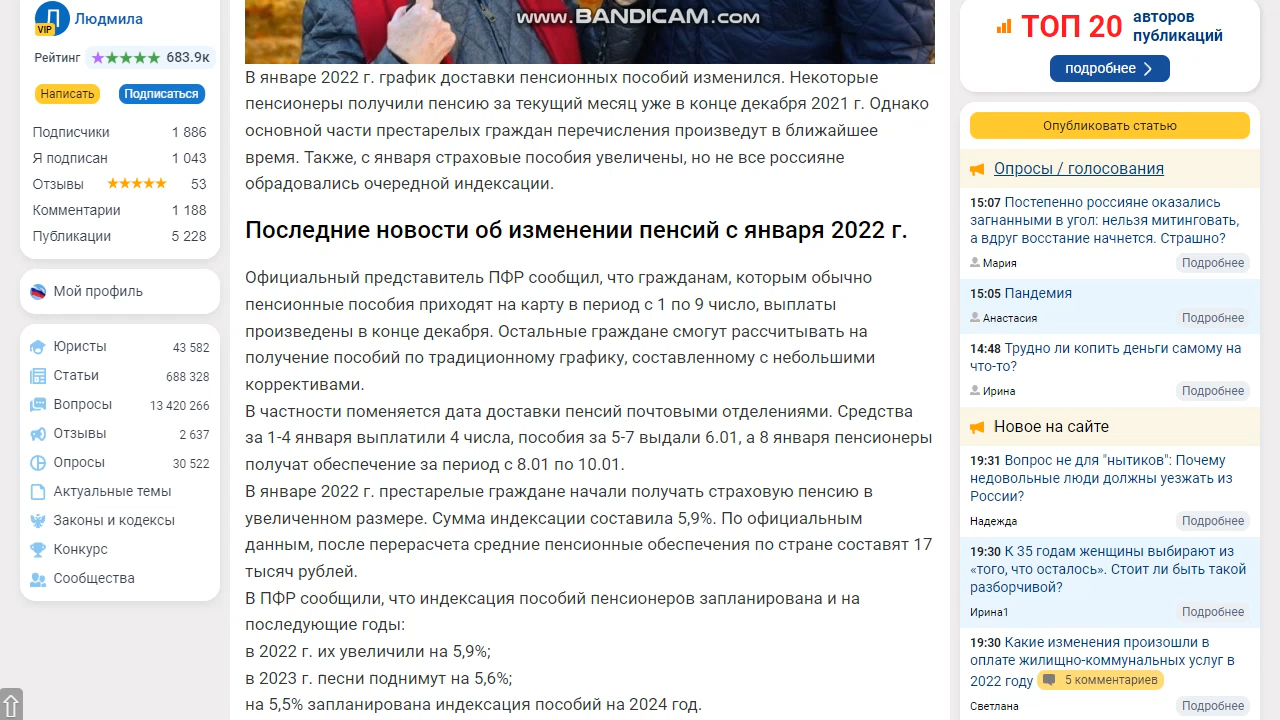 Л
VIP
Людмила
Рейтинг 683.9к
Написать Подписаться
Подписчики 1 886
Я подписан 1 043
Отзывы 53
Комментарии 1 188
Публикации 5 228
Мой профиль
Юристы 43 582
Статьи 688 328
Вопросы 13 420 266
Отзывы 2 637
Опросы 30 522
Актуальные темы
Законы и кодексы
Конкурс
Сообщества
www.BANDICAM.com
В январе 2022 г. график доставки пенсионных пособий изменился. Некоторые
пенсионеры получили пенсию за текущий месяц уже в конце декабря 2021 г. Однако
основной части престарелых граждан перечисления произведут в ближайшее
время. Также, с января страховые пособия увеличены, но не все россияне
обрадовались очередной индексации.
Последние новости об изменении пенсий с января 2022 г.
Официальный представитель ПФР сообщил, что гражданам, которым обычно
пенсионные пособия приходят на карту в период с 1 по 9 число, выплаты
произведены в конце декабря. Остальные граждане смогут рассчитывать на
получение пособий по традиционному графику, составленному с небольшими
коррективами.
В частности поменяется дата доставки пенсий почтовыми отделениями. Средства
за 1-4 января выплатили 4 числа, пособия за 5-7 выдали 6.01, а 8 января пенсионеры
получат обеспечение за период с 8.01 по 10.01.
В январе 2022 г. престарелые граждане начали получать страховую пенсию в
увеличенном размере. Сумма индексации составила 5,9%. По официальным
данным, после перерасчета средние пенсионные обеспечения по стране составят 17
тысяч рублей.
В ПФР сообщили, что индексация пособий пенсионеров запланирована и на
последующие годы:
в 2022 г. их увеличили на 5,9%;
в 2023 г. песни поднимут на 5,6%;
на 5,5% запланирована индексация пособий на 2024 год.
ТОП 20 авторов
публикаций
подробнее
Опубликовать статью
Опросы / голосования
15:07 Постепенно россияне оказались
загнанными в угол: нельзя митинговать,
а вдруг восстание начнется. Страшно?
Мария Подробнее
15:05 Пандемия
Анастасия Подробнее
14:48 Трудно ли копить деньги самому на
что-то?
Ирина Подробнее
Новое на сайте
19:31 Вопрос не для "нытиков": Почему
недовольные люди должны уезжать из
России?
Надежда Подробнее
19:30 К 35 годам женщины выбирают из
«того, что осталось». Стоит ли быть такой
разборчивой?
Ирина1 Подробнее
19:30 Какие изменения произошли в
оплате жилищно-коммунальных услуг в
2022 году 5 комментариев
Светлана Подробнее